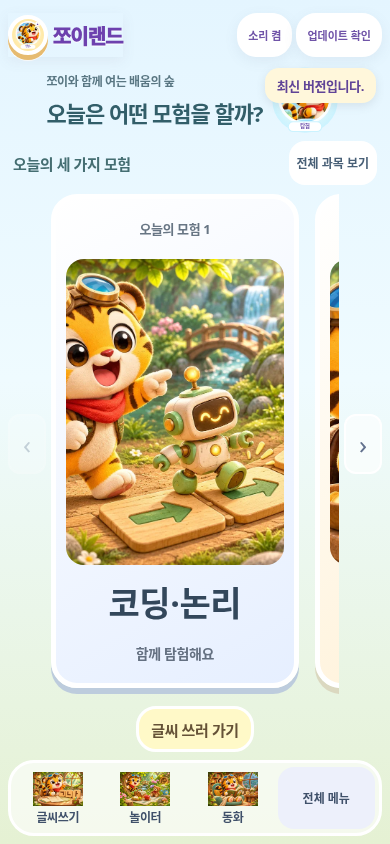 쪼이랜드
소리 켬
업데이트 확인
쪼이와 함께 여는 배움의 숲
최신 버전입니다.
오늘은 어떤 모험을 할까?
탐험
오늘의 세 가지 모험
전체 과목 보기
오늘의 모험 1
‹
›
코딩·논리
함께 탐험해요
글씨 쓰러 가기
글씨쓰기
놀이터
동화
전체 메뉴